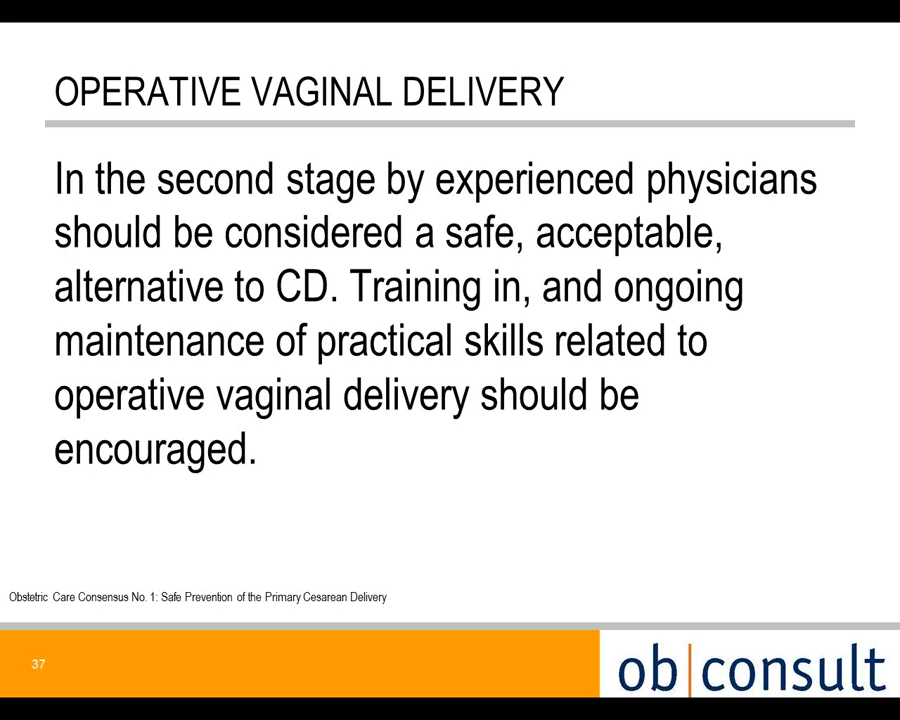 OPERATIVE VAGINAL DELIVERY
In the second stage by experienced physicians
should be considered a safe, acceptable,
alternative to CD. Training in, and ongoing
maintenance of practical skills related to
operative vaginal delivery should be
encouraged.
Obstetric Care Consensus No. 1: Safe Prevention of the Primary Cesarean Delivery
37
ob|consult